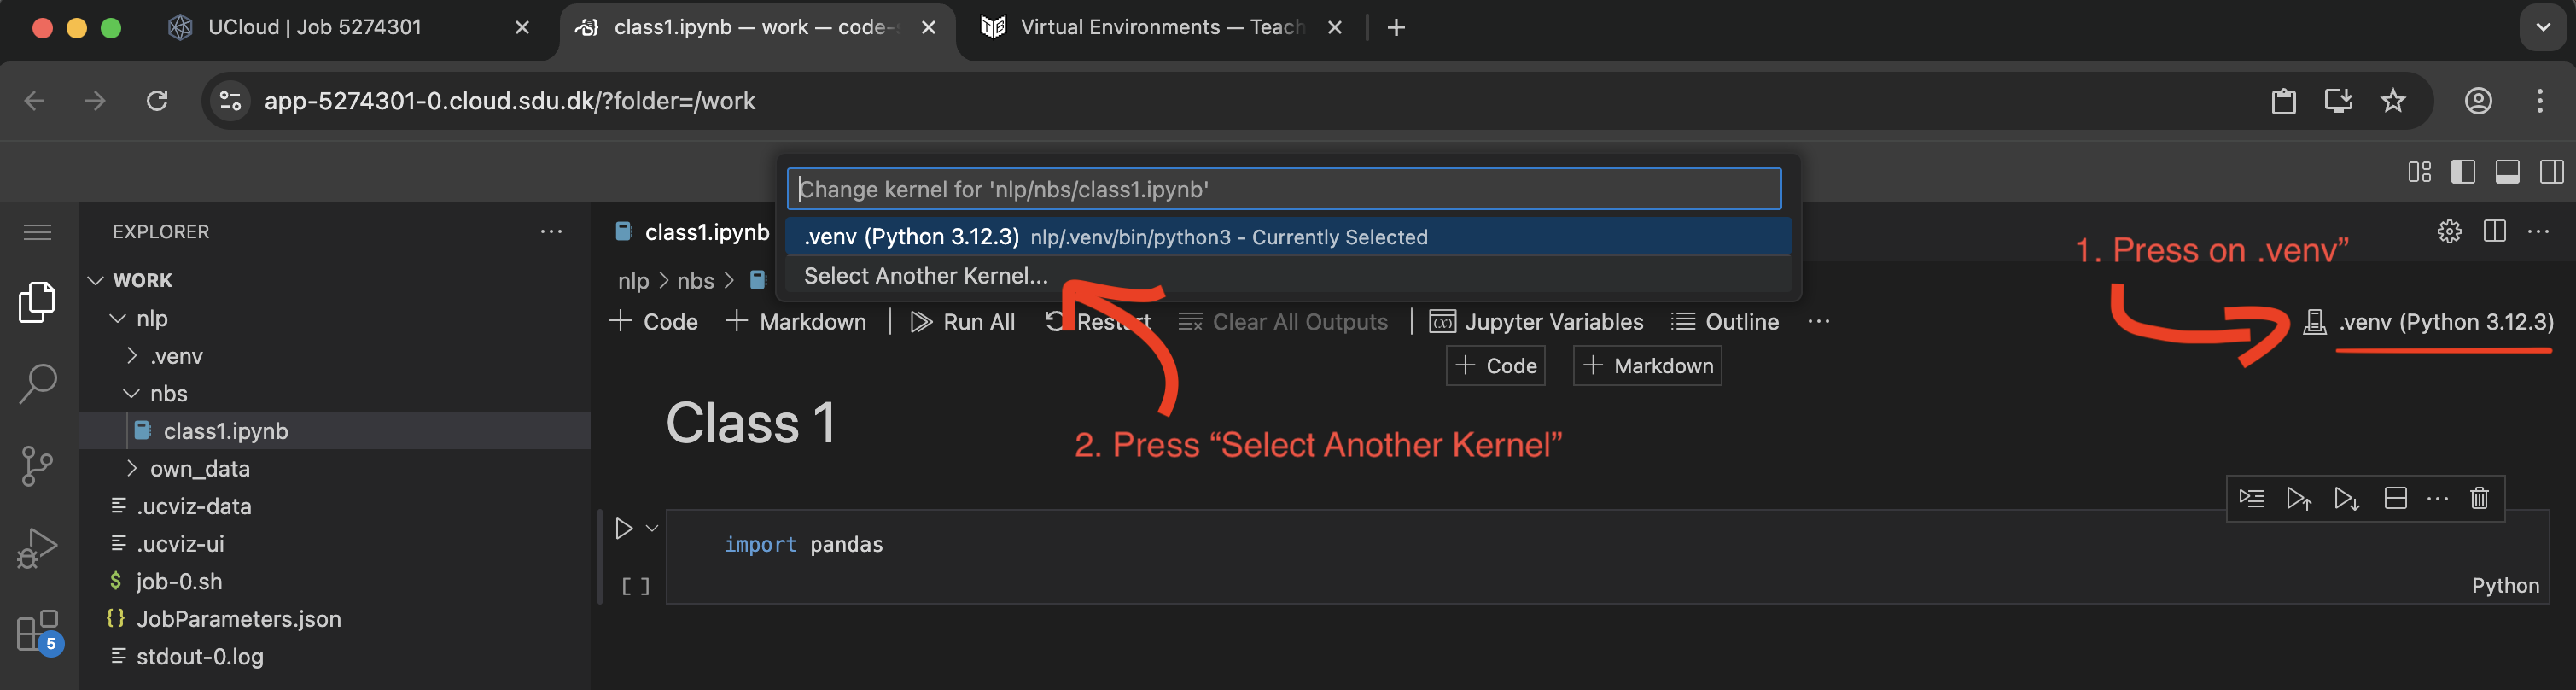 UCloud | Job 5274301
class1.ipynb — work — code-s
Virtual Environments — Teach
app-5274301-0.cloud.sdu.dk/?folder=/work
Change kernel for 'nlp/nbs/class1.ipynb'
.venv (Python 3.12.3) nlp/.venv/bin/python3 - Currently Selected
Select Another Kernel...
EXPLORER
WORK
nlp
.venv
nbs
class1.ipynb
own_data
.ucviz-data
.ucviz-ui
$ job-0.sh
{} JobParameters.json
stdout-0.log
5
class1.ipynb
nlp > nbs >
1. Press on .venv”
+ Code + Markdown | Run All Restart Clear All Outputs | Jupyter Variables Outline ...
.venv (Python 3.12.3)
+ Code + Markdown
Class 1
2. Press “Select Another Kernel”
import pandas
[ ]
Python